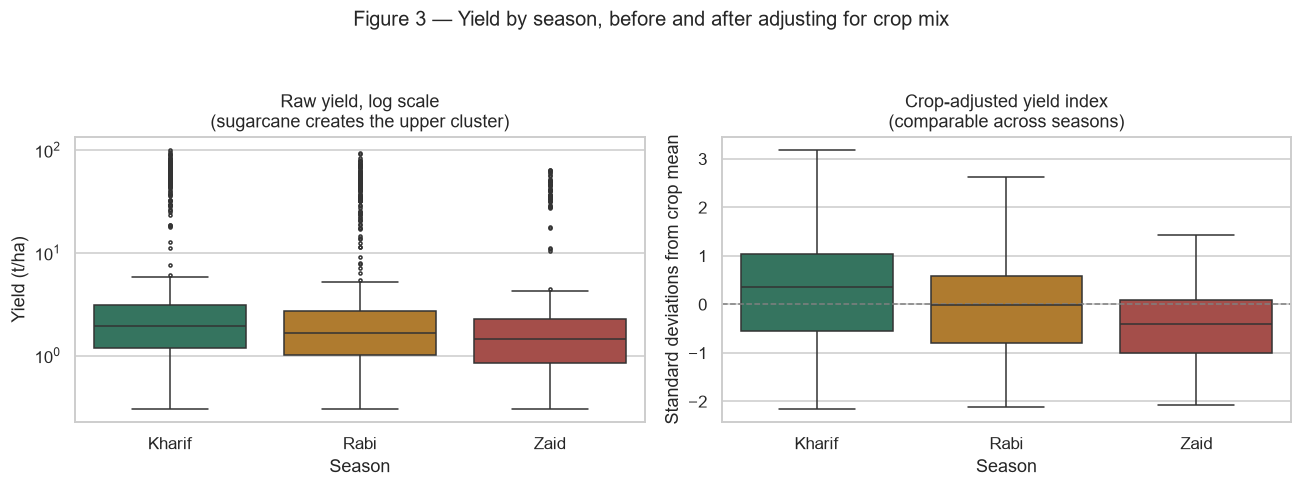 Figure 3 — Yield by season, before and after adjusting for crop mix
Raw yield, log scale
(sugarcane creates the upper cluster)
Yield (t/ha)
10²
10¹
10⁰
Kharif Rabi Zaid
Season
Crop-adjusted yield index
(comparable across seasons)
Standard deviations from crop mean
3
2
1
0
−1
−2
Kharif Rabi Zaid
Season